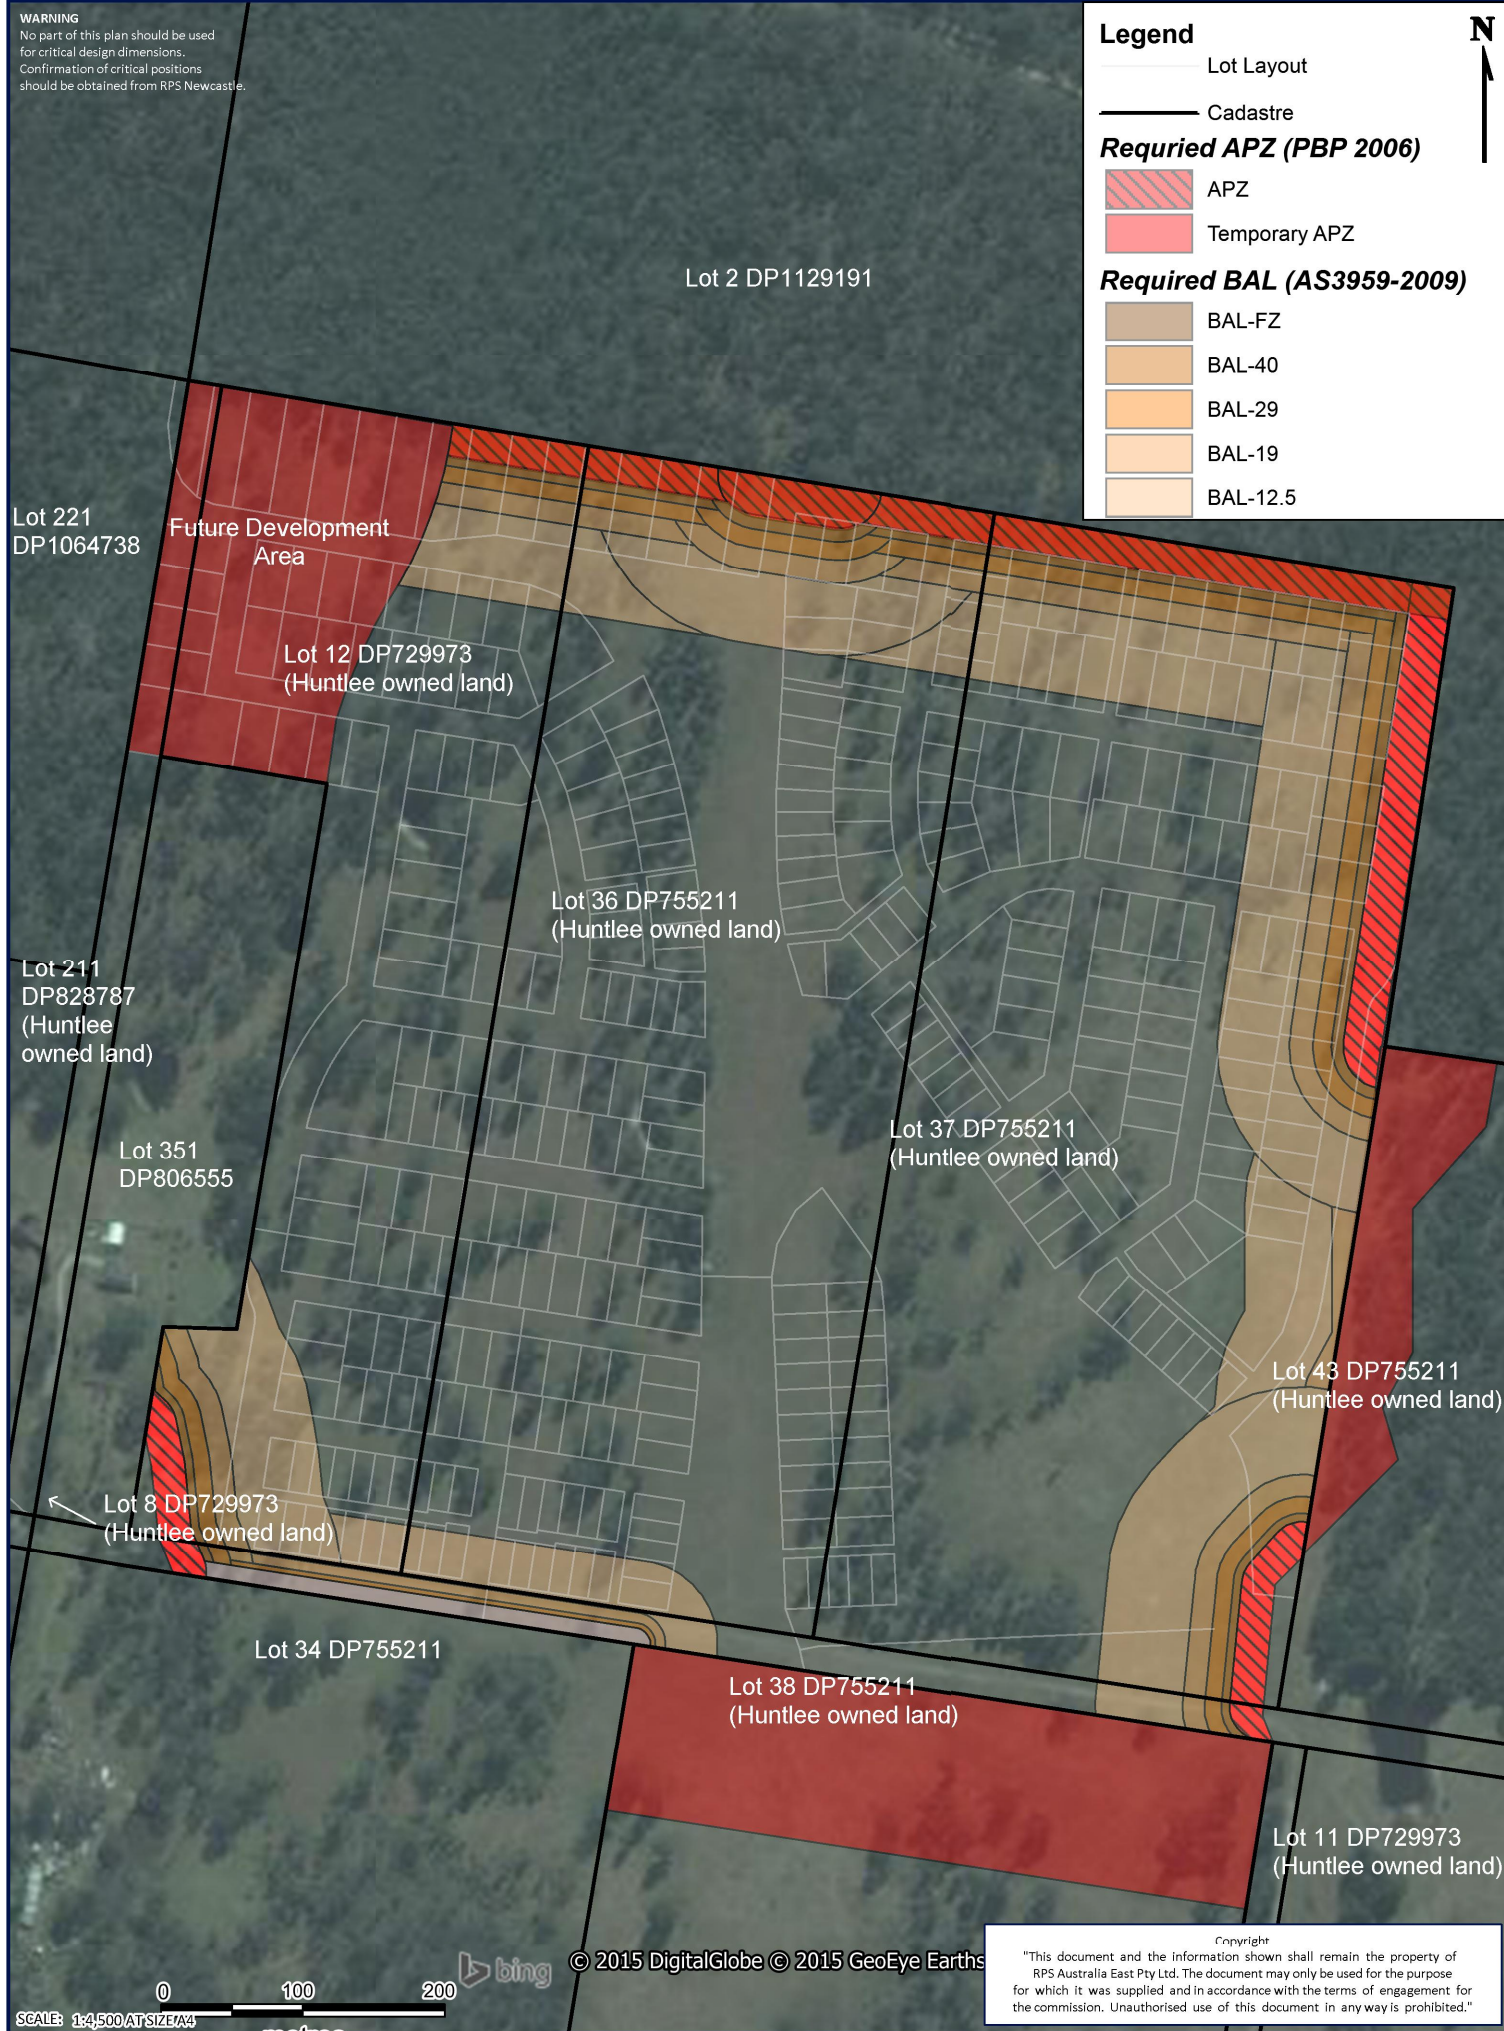 WARNING
No part of this plan should be used
for critical design dimensions.
Confirmation of critical positions
should be obtained from RPS Newcastle.
Legend
N
Lot Layout
Cadastre
Requried APZ (PBP 2006)
APZ
Temporary APZ
Required BAL (AS3959-2009)
BAL-FZ
BAL-40
BAL-29
BAL-19
BAL-12.5
Lot 2 DP1129191
Lot 221
DP1064738
Future Development
Area
Lot 12 DP729973
(Huntlee owned land)
Lot 36 DP755211
(Huntlee owned land)
Lot 211
DP828787
(Huntlee
owned land)
Lot 37 DP755211
(Huntlee owned land)
Lot 351
DP806555
Lot 43 DP755211
(Huntlee owned land)
Lot 8 DP729973
(Huntlee owned land)
Lot 34 DP755211
Lot 38 DP755211
(Huntlee owned land)
Lot 11 DP729973
(Huntlee owned land)
bing
© 2015 DigitalGlobe © 2015 GeoEye Earths
0 100 200
metres
SCALE: 1:4,500 AT SIZE A4
Copyright
"This document and the information shown shall remain the property of
RPS Australia East Pty Ltd. The document may only be used for the purpose
for which it was supplied and in accordance with the terms of engagement for
the commission. Unauthorised use of this document in any way is prohibited."